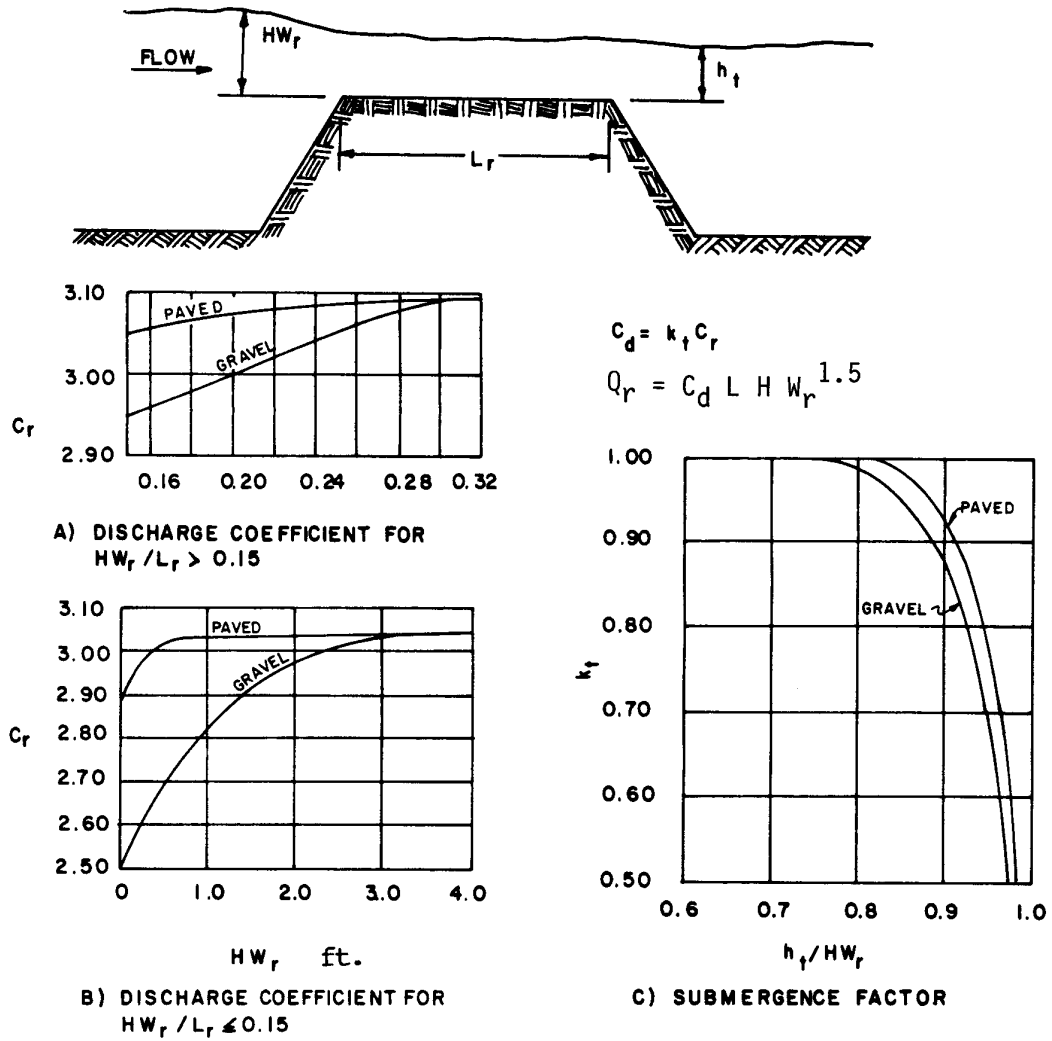 HWr
FLOW
ht
Lr
3.10
PAVED
GRAVEL
3.00
Cr
2.90
0.16 0.20 0.24 0.28 0.32
A) DISCHARGE COEFFICIENT FOR
HWr/Lr > 0.15
Cd = kt Cr
Qr = Cd L H Wr^1.5
3.10
PAVED
3.00
GRAVEL
2.90
Cr
2.80
2.70
2.60
2.50
0 1.0 2.0 3.0 4.0
HWr ft.
B) DISCHARGE COEFFICIENT FOR
HWr/Lr ≤ 0.15
1.00
PAVED
0.90
GRAVEL
0.80
kt
0.70
0.60
0.50
0.6 0.7 0.8 0.9 1.0
ht/HWr
C) SUBMERGENCE FACTOR